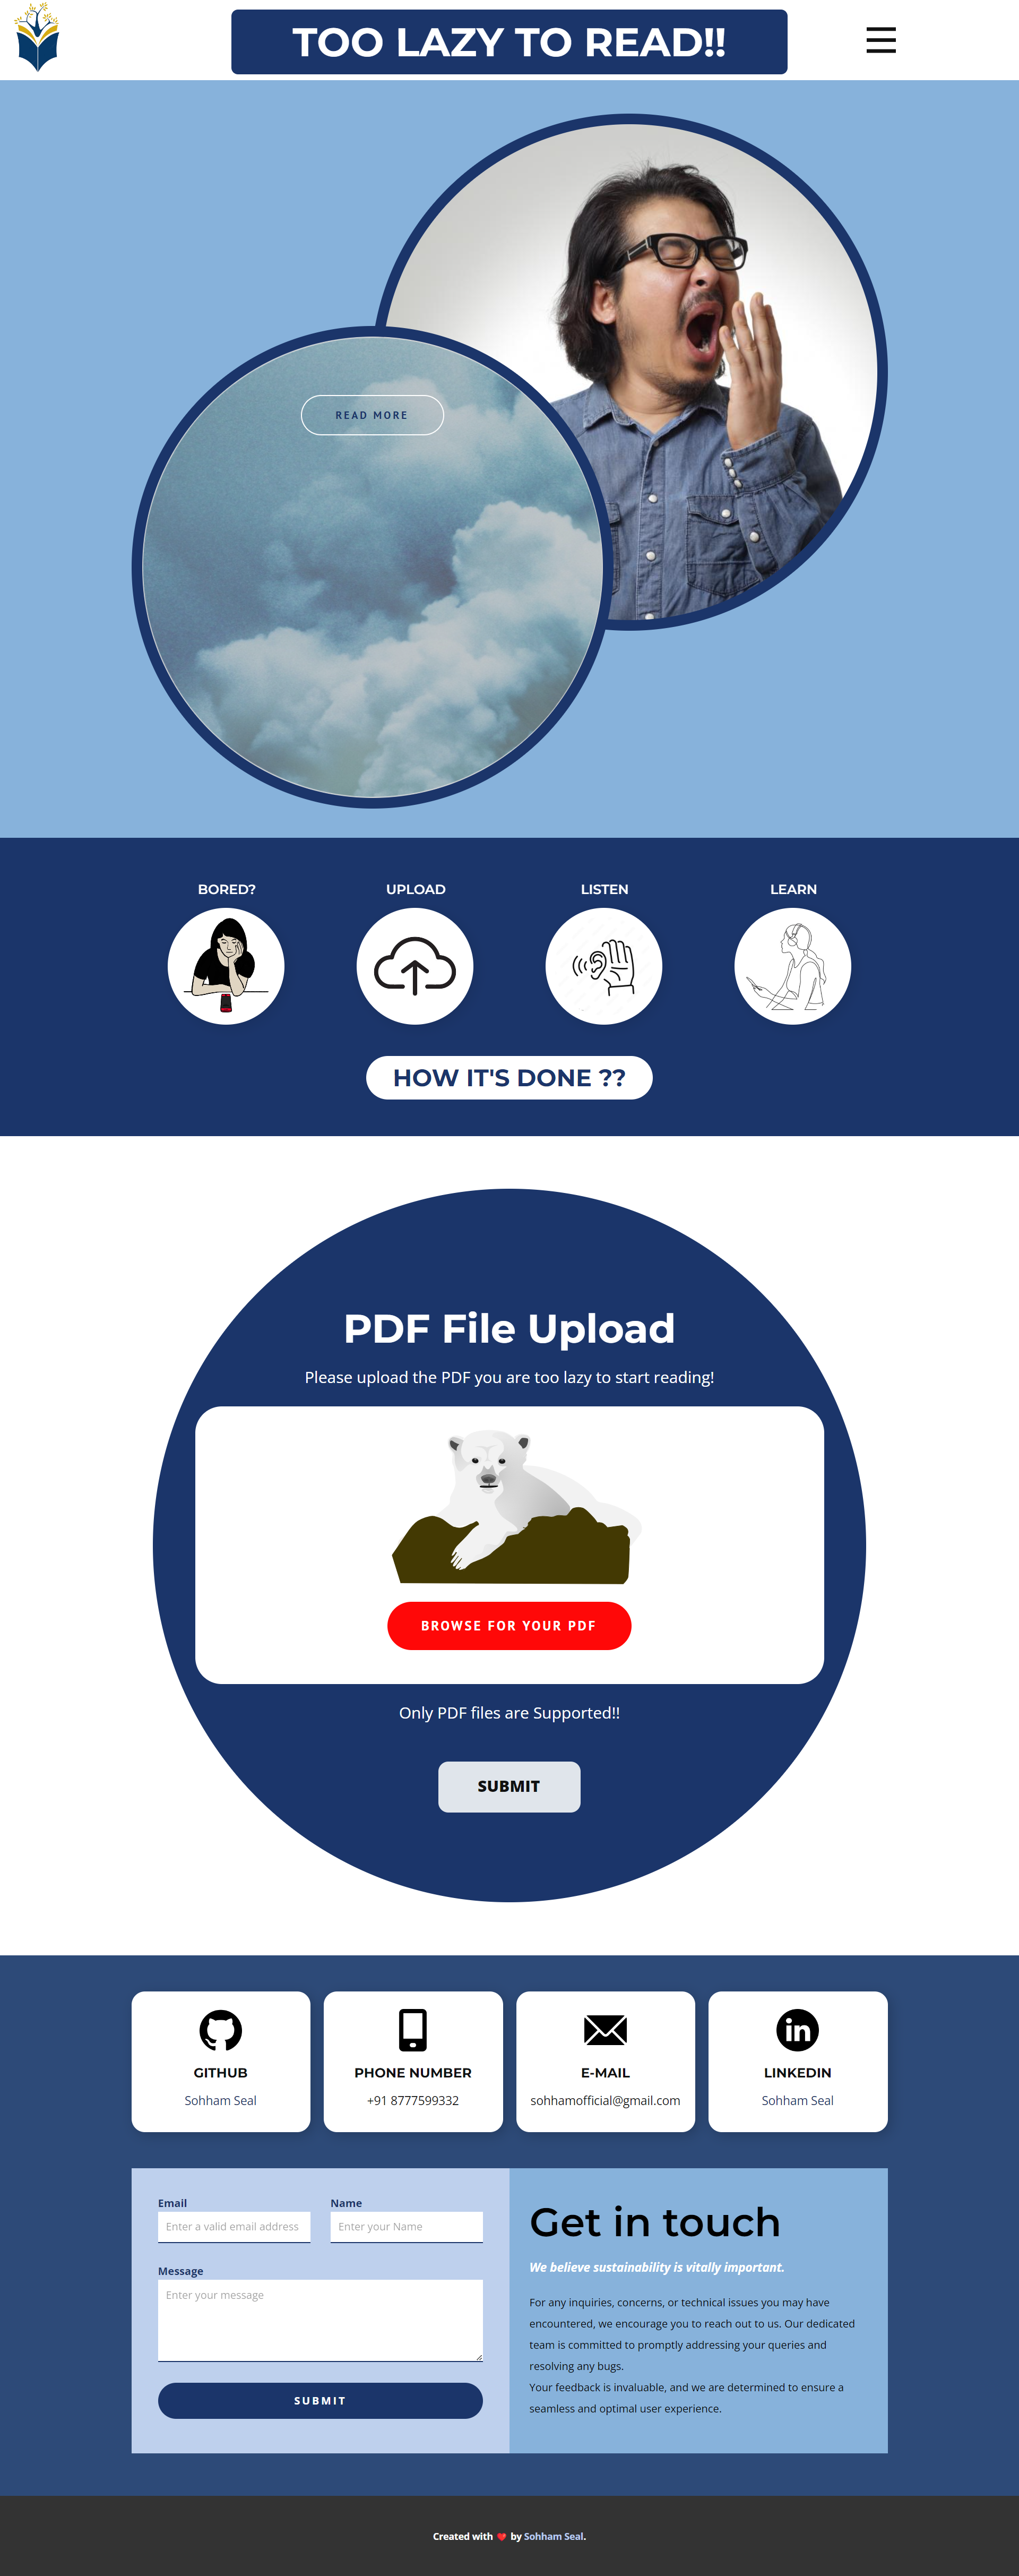 TOO LAZY TO READ!!
READ MORE
BORED?
UPLOAD
LISTEN
LEARN
HOW IT'S DONE ??
PDF File Upload
Please upload the PDF you are too lazy to start reading!
BROWSE FOR YOUR PDF
Only PDF files are Supported!!
SUBMIT
GITHUB
Sohham Seal
PHONE NUMBER
+91 8777599332
E-MAIL
sohhamofficial@gmail.com
LINKEDIN
Sohham Seal
Email
Enter a valid email address
Name
Enter your Name
Message
Enter your message
SUBMIT
Get in touch
We believe sustainability is vitally important.
For any inquiries, concerns, or technical issues you may have
encountered, we encourage you to reach out to us. Our dedicated
team is committed to promptly addressing your queries and
resolving any bugs.
Your feedback is invaluable, and we are determined to ensure a
seamless and optimal user experience.
Created with ❤ by Sohham Seal.